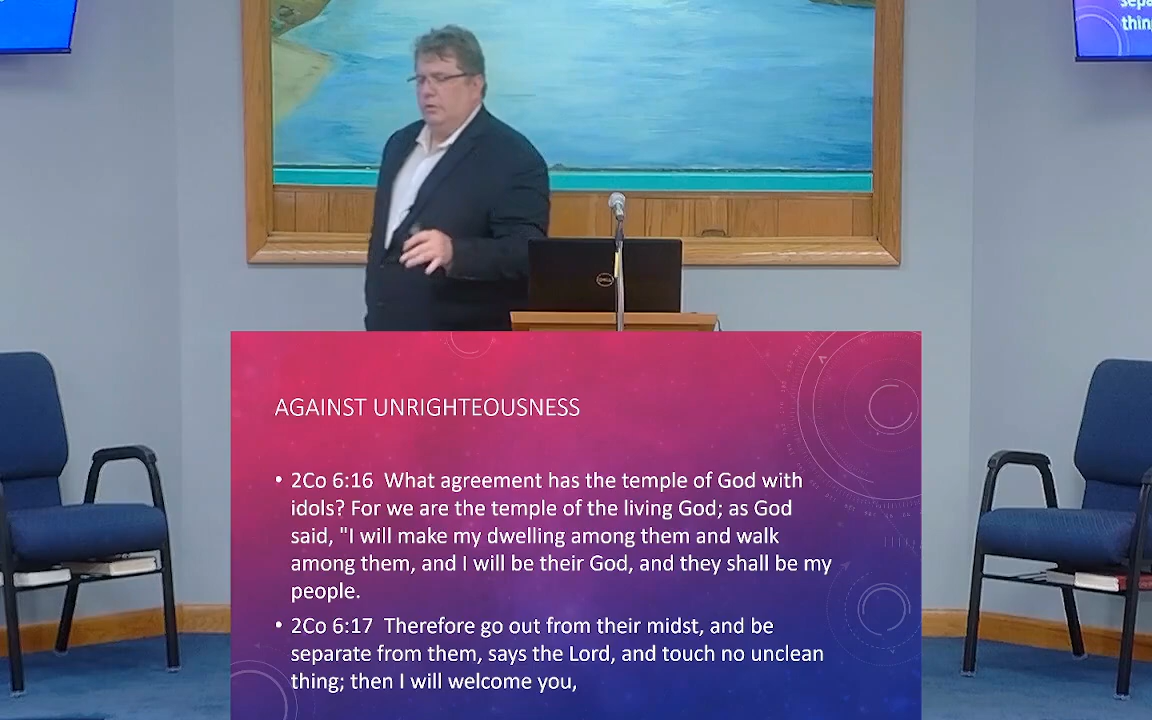 sepa
thin
DELL
AGAINST UNRIGHTEOUSNESS
• 2Co 6:16  What agreement has the temple of God with
idols? For we are the temple of the living God; as God
said, "I will make my dwelling among them and walk
among them, and I will be their God, and they shall be my
people.
• 2Co 6:17  Therefore go out from their midst, and be
separate from them, says the Lord, and touch no unclean
thing; then I will welcome you,